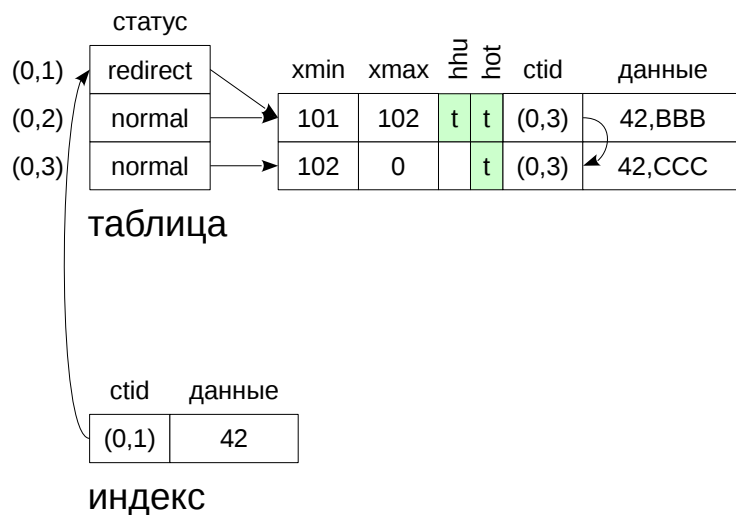 статус
xmin xmax hhu hot ctid данные
(0,1) redirect
(0,2) normal 101 102 t t (0,3) 42,BBB
(0,3) normal 102 0 t (0,3) 42,CCC
таблица
ctid данные
(0,1) 42
индекс